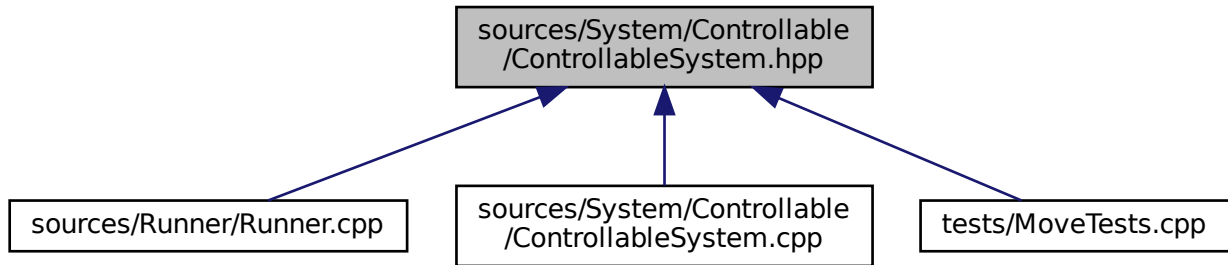 sources/System/Controllable
/ControllableSystem.hpp
sources/Runner/Runner.cpp
sources/System/Controllable
/ControllableSystem.cpp
tests/MoveTests.cpp